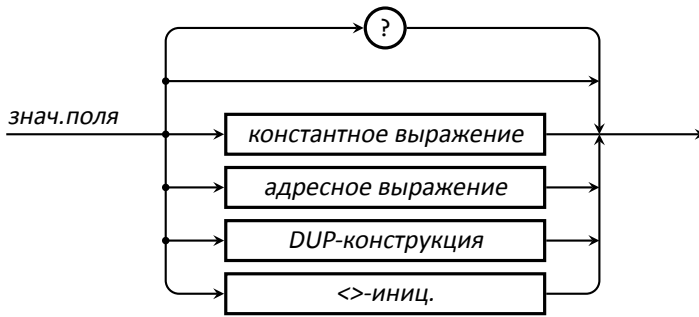 ?
знач.поля
константное выражение
адресное выражение
DUP-конструкция
<>-иниц.